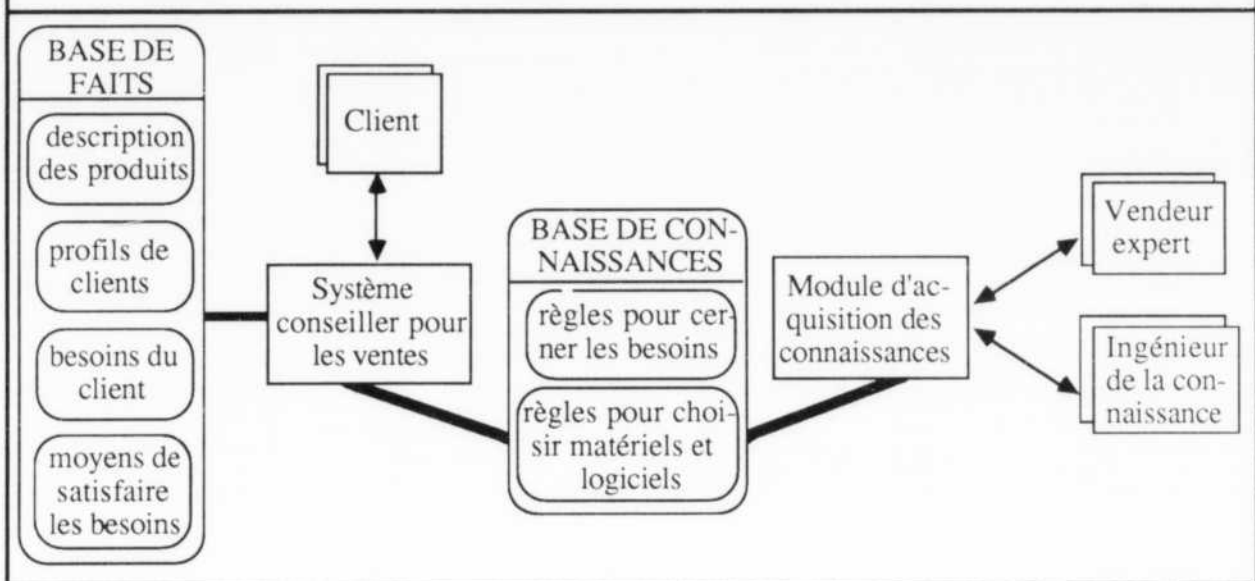 BASE DE
FAITS
description
des produits
profils de
clients
besoins du
client
moyens de
satisfaire
les besoins
Client
Système
conseiller pour
les ventes
BASE DE CON-
NAISSANCES
règles pour cer-
ner les besoins
règles pour choi-
sir matériels et
logiciels
Module d'ac-
quisition des
connaissances
Vendeur
expert
Ingénieur
de la con-
naissance